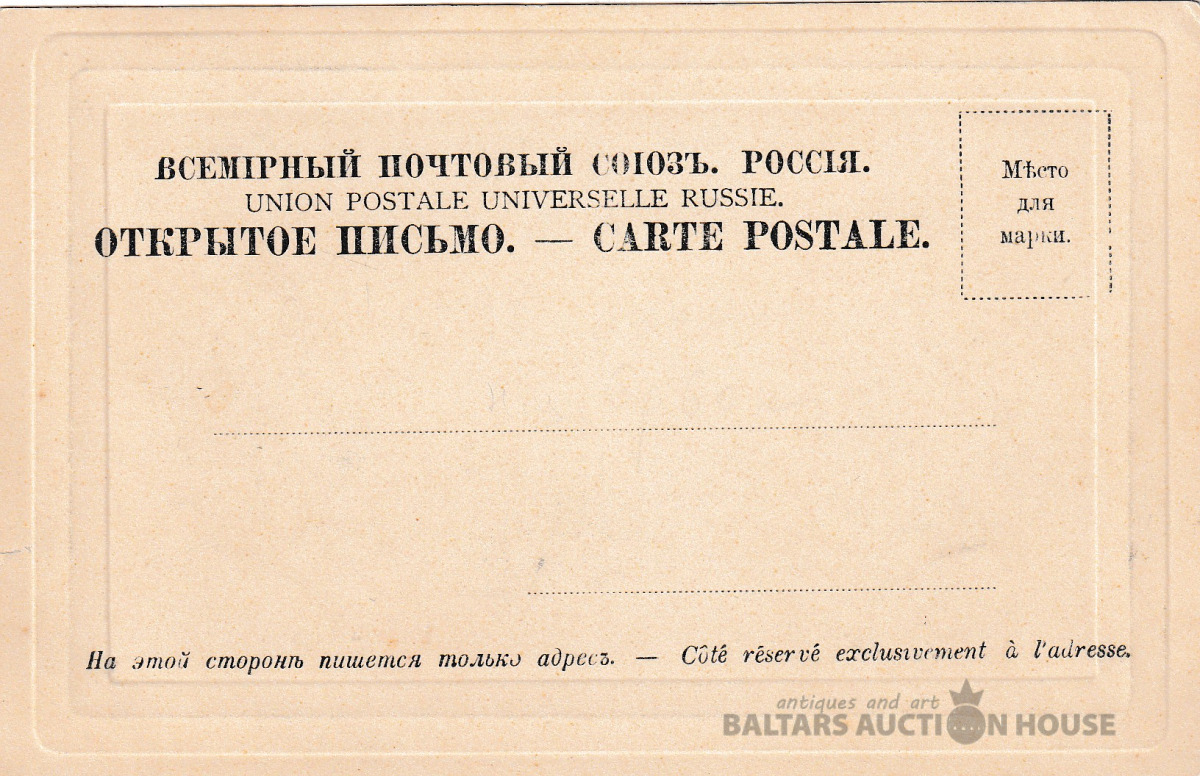 ВСЕМІРНЫЙ ПОЧТОВЫЙ СОЮЗЪ. РОССІЯ.
UNION POSTALE UNIVERSELLE RUSSIE.
ОТКРЫТОЕ ПИСЬМО. — CARTE POSTALE.
Мѣсто
для
марки.
На этой сторонѣ пишется только адресъ. — Côté réservé exclusivement à l'adresse.
antiques and art
BALTARS AUCTION HOUSE